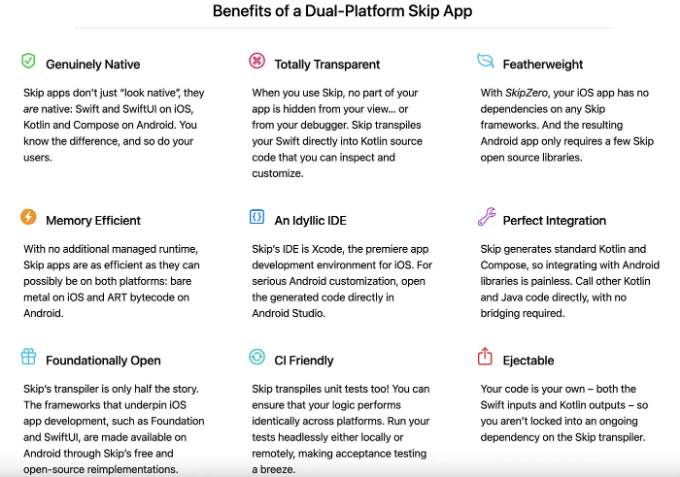 Benefits of a Dual-Platform Skip App
Genuinely Native
Skip apps don't just “look native”, they
are native: Swift and SwiftUI on iOS,
Kotlin and Compose on Android. You
know the difference, and so do your
users.
Totally Transparent
When you use Skip, no part of your
app is hidden from your view... or
from your debugger. Skip transpiles
your Swift directly into Kotlin source
code that you can inspect and
customize.
Featherweight
With SkipZero, your iOS app has no
dependencies on any Skip
frameworks. And the resulting
Android app only requires a few Skip
open source libraries.
Memory Efficient
With no additional managed runtime,
Skip apps are as efficient as they can
possibly be on both platforms: bare
metal on iOS and ART bytecode on
Android.
An Idyllic IDE
Skip's IDE is Xcode, the premiere app
development environment for iOS. For
serious Android customization, open
the generated code directly in
Android Studio.
Perfect Integration
Skip generates standard Kotlin and
Compose, so integrating with Android
libraries is painless. Call other Kotlin
and Java code directly, with no
bridging required.
Foundationally Open
Skip's transpiler is only half the story.
The frameworks that underpin iOS
app development, such as Foundation
and SwiftUI, are made available on
Android through Skip's free and
open-source reimplementations.
CI Friendly
Skip transpiles unit tests too! You can
ensure that your logic performs
identically across platforms. Run your
tests headlessly either locally or
remotely, making acceptance testing
a breeze.
Ejectable
Your code is your own – both the
Swift inputs and Kotlin outputs – so
you aren't locked into an ongoing
dependency on the Skip transpiler.